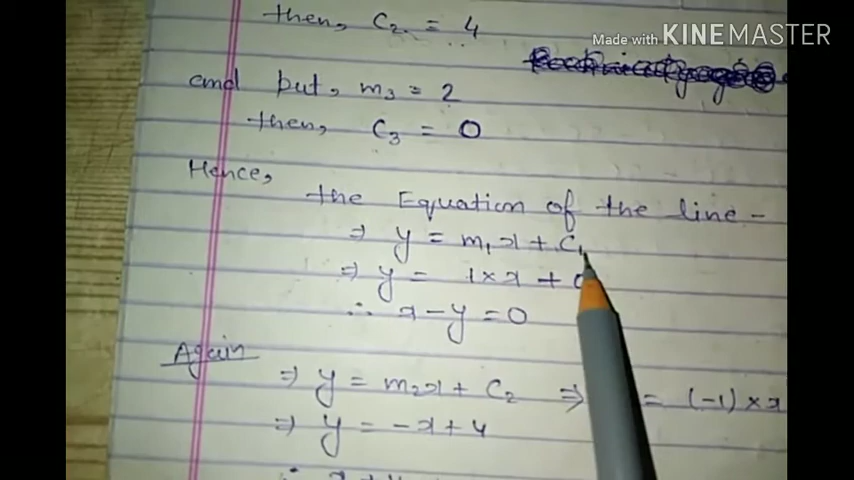 then, C₂ = 4
Made with KINEMASTER
and put, m₃ = 2
then, C₃ = 0
Hence,
the Equation of the line -
⇒ y = m₁x + C₁
⇒ y = 1×x + 0
∴ x - y = 0
Again
⇒ y = m₂x + C₂ ⇒ = (-1) × x
⇒ y = -x + 4